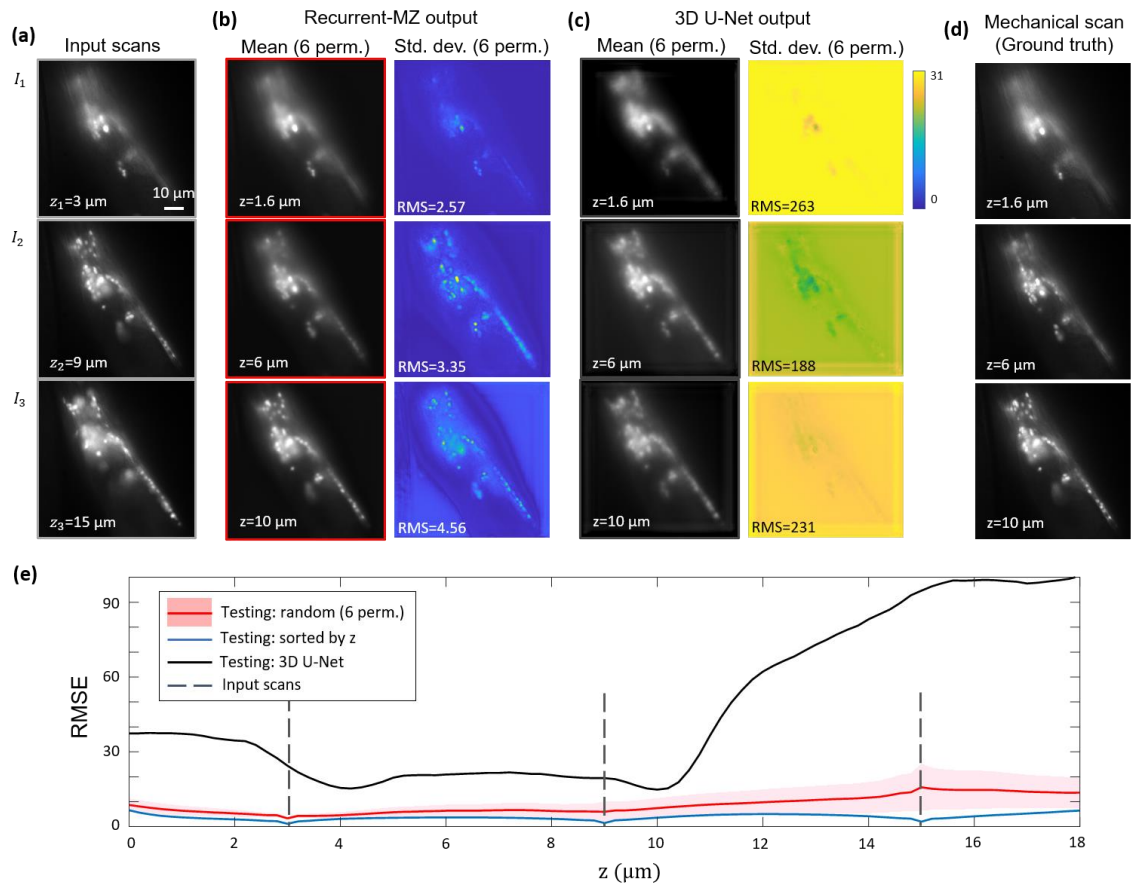 (a)
Input scans
(b)
Recurrent-MZ output
Mean (6 perm.)
Std. dev. (6 perm.)
(c)
3D U-Net output
Mean (6 perm.)
Std. dev. (6 perm.)
(d)
Mechanical scan
(Ground truth)
I₁
z₁=3 μm
10 μm
z=1.6 μm
RMS=2.57
z=1.6 μm
RMS=263
31
0
z=1.6 μm
I₂
z₂=9 μm
z=6 μm
RMS=3.35
z=6 μm
RMS=188
z=6 μm
I₃
z₃=15 μm
z=10 μm
RMS=4.56
z=10 μm
RMS=231
z=10 μm
(e)
Testing: random (6 perm.)
Testing: sorted by z
Testing: 3D U-Net
Input scans
RMSE
90
60
30
0
0 2 4 6 8 10 12 14 16 18
z (μm)